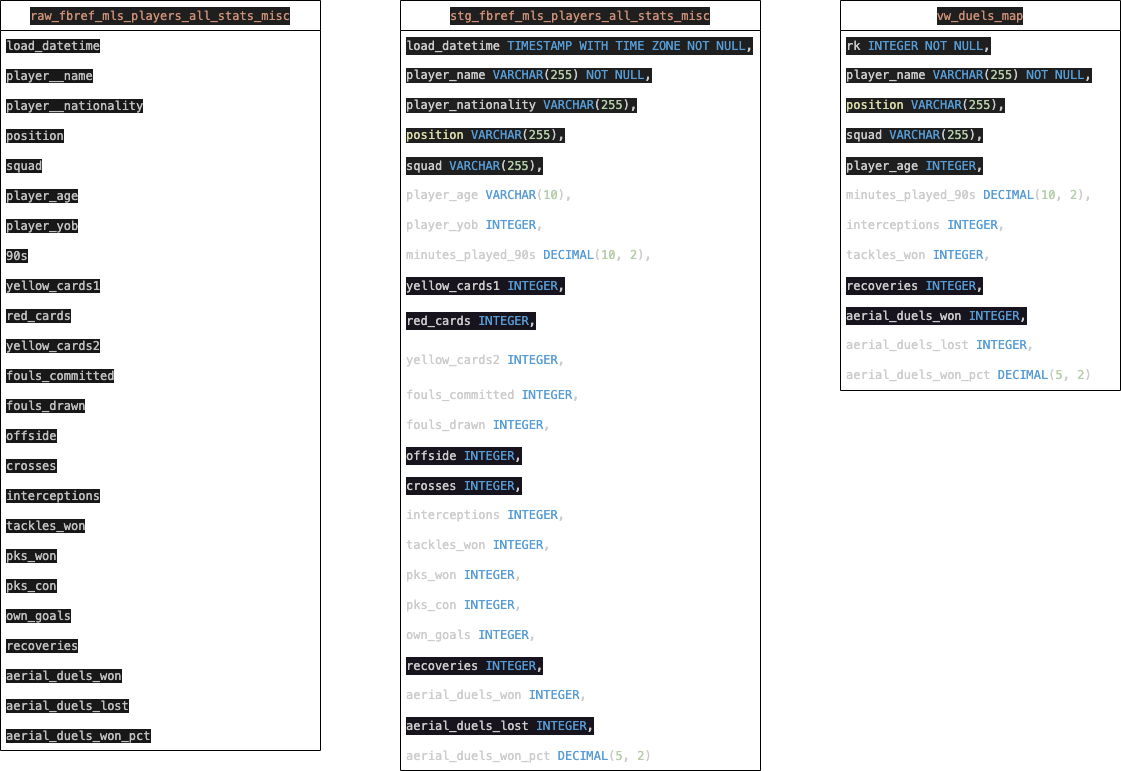 raw_fbref_mls_players_all_stats_misc
load_datetime
player__name
player__nationality
position
squad
player_age
player_yob
90s
yellow_cards1
red_cards
yellow_cards2
fouls_committed
fouls_drawn
offside
crosses
interceptions
tackles_won
pks_won
pks_con
own_goals
recoveries
aerial_duels_won
aerial_duels_lost
aerial_duels_won_pct
stg_fbref_mls_players_all_stats_misc
load_datetime TIMESTAMP WITH TIME ZONE NOT NULL,
player_name VARCHAR(255) NOT NULL,
player_nationality VARCHAR(255),
position VARCHAR(255),
squad VARCHAR(255),
player_age VARCHAR(10),
player_yob INTEGER,
minutes_played_90s DECIMAL(10, 2),
yellow_cards1 INTEGER,
red_cards INTEGER,
yellow_cards2 INTEGER,
fouls_committed INTEGER,
fouls_drawn INTEGER,
offside INTEGER,
crosses INTEGER,
interceptions INTEGER,
tackles_won INTEGER,
pks_won INTEGER,
pks_con INTEGER,
own_goals INTEGER,
recoveries INTEGER,
aerial_duels_won INTEGER,
aerial_duels_lost INTEGER,
aerial_duels_won_pct DECIMAL(5, 2)
vw_duels_map
rk INTEGER NOT NULL,
player_name VARCHAR(255) NOT NULL,
position VARCHAR(255),
squad VARCHAR(255),
player_age INTEGER,
minutes_played_90s DECIMAL(10, 2),
interceptions INTEGER,
tackles_won INTEGER,
recoveries INTEGER,
aerial_duels_won INTEGER,
aerial_duels_lost INTEGER,
aerial_duels_won_pct DECIMAL(5, 2)